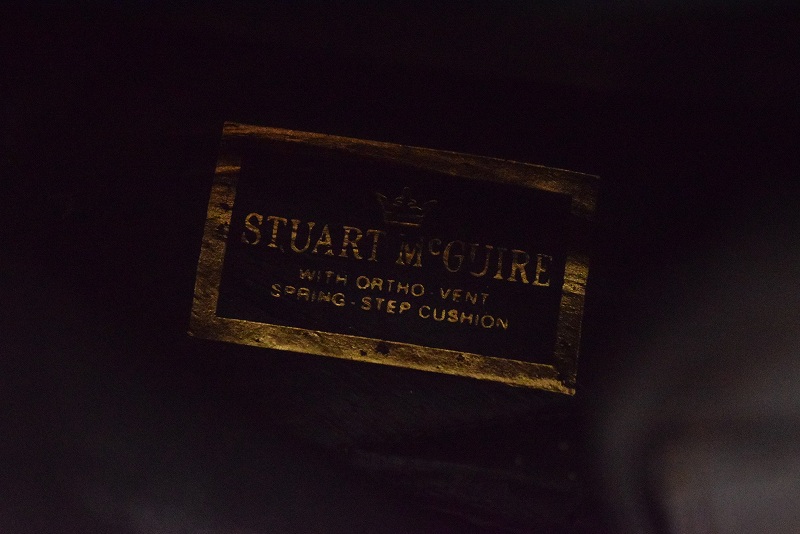 STUART McGUIRE
WITH ORTHO-VENT
SPRING-STEP CUSHION